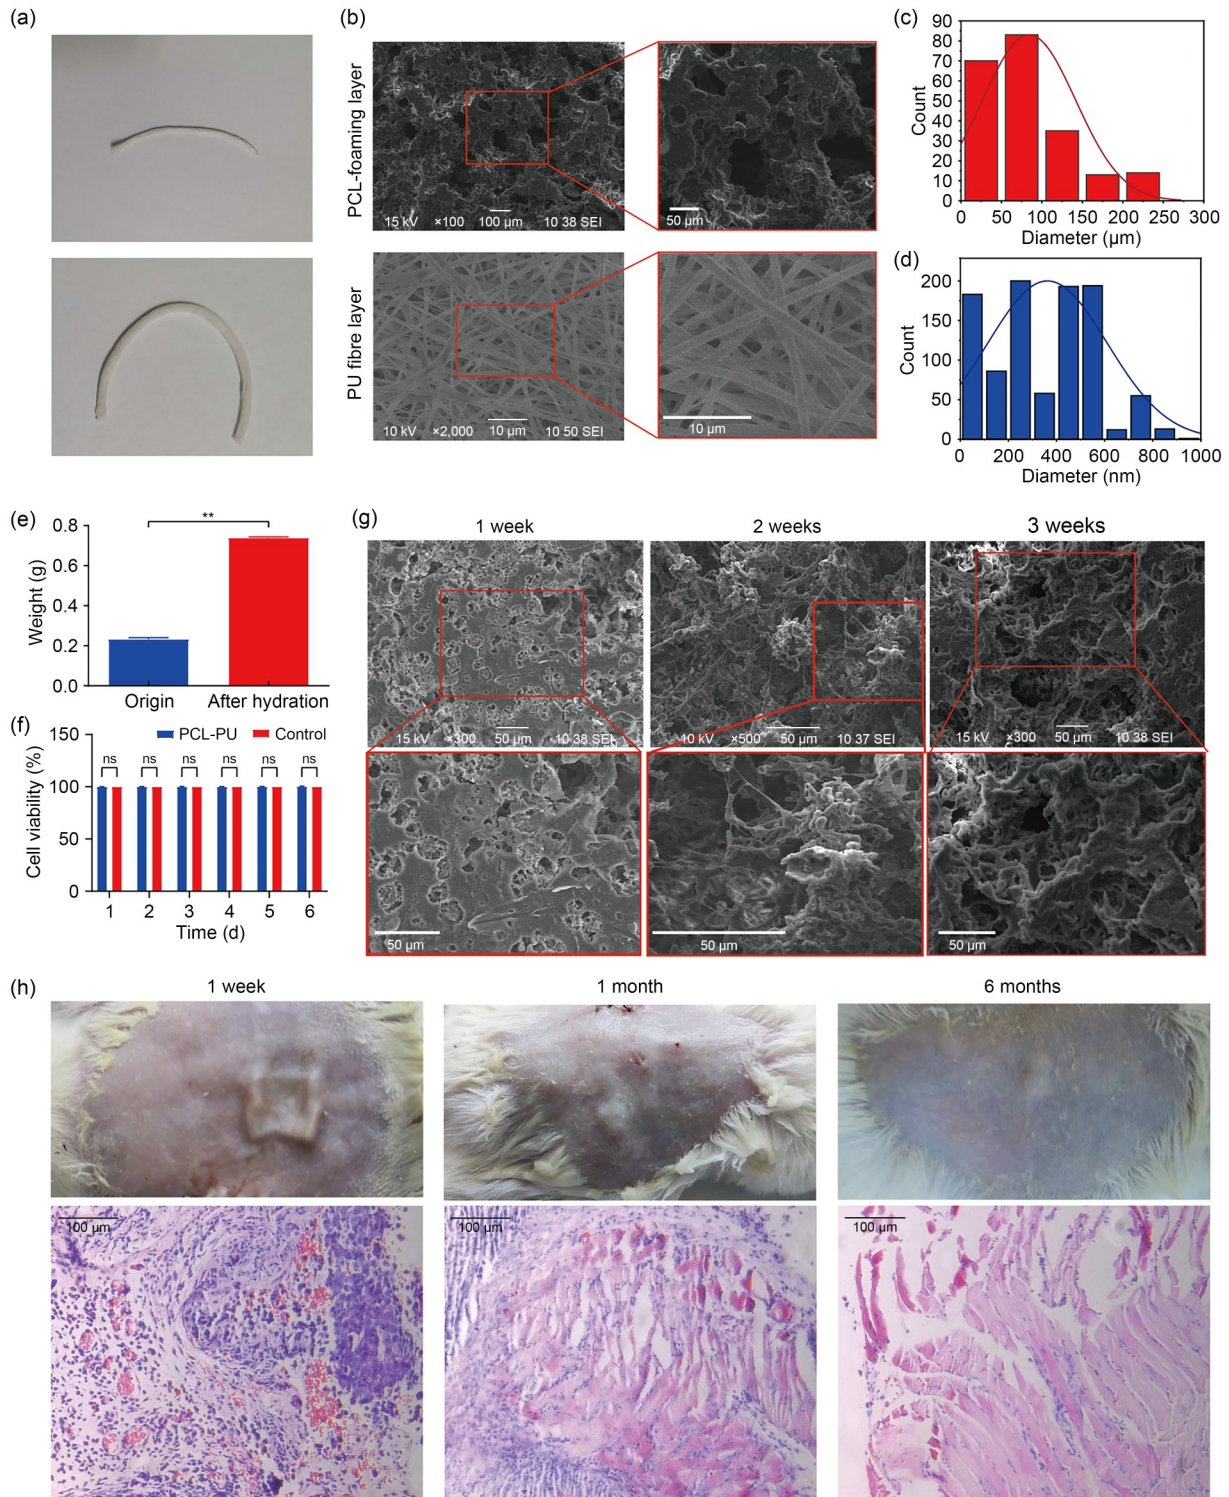 (a)
(b)
PCL-foaming layer
15 kV ×100 100 µm 10 38 SEI
50 µm
PU fibre layer
10 kV ×2,000 10 µm 10 50 SEI
10 µm
(c)
Count
90
80
70
60
50
40
30
20
10
0
0 50 100 150 200 250 300
Diameter (µm)
(d)
Count
200
150
100
50
0
0 200 400 600 800 1000
Diameter (nm)
(e)
Weight (g)
0.8
0.6
0.4
0.2
0.0
**
Origin After hydration
(f)
PCL-PU Control
Cell viability (%)
150
100
50
0
ns ns ns ns ns ns
1 2 3 4 5 6
Time (d)
(g)
1 week 2 weeks 3 weeks
15 kV ×300 50 µm 10 38 SEI
10 kV ×500 50 µm 10 37 SEI
15 kV ×300 50 µm 10 38 SEI
50 µm
50 µm
50 µm
(h)
1 week 1 month 6 months
100 µm
100 µm
100 µm